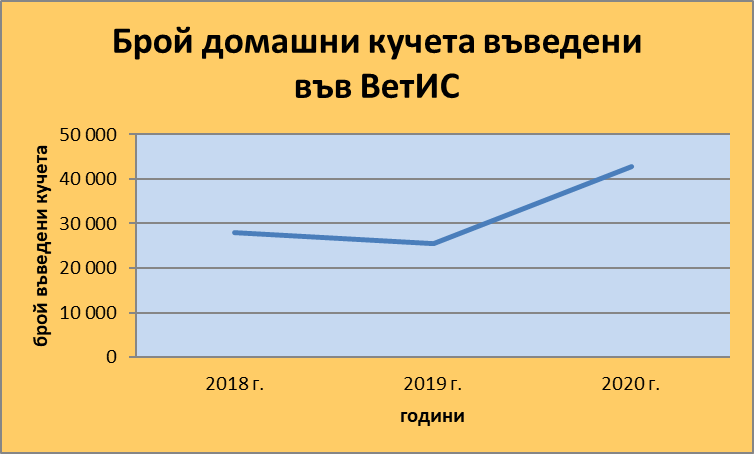 Брой домашни кучета въведени
във ВетИС
брой въведени кучета
50 000
40 000
30 000
20 000
10 000
0
2018 г.
2019 г.
2020 г.
години